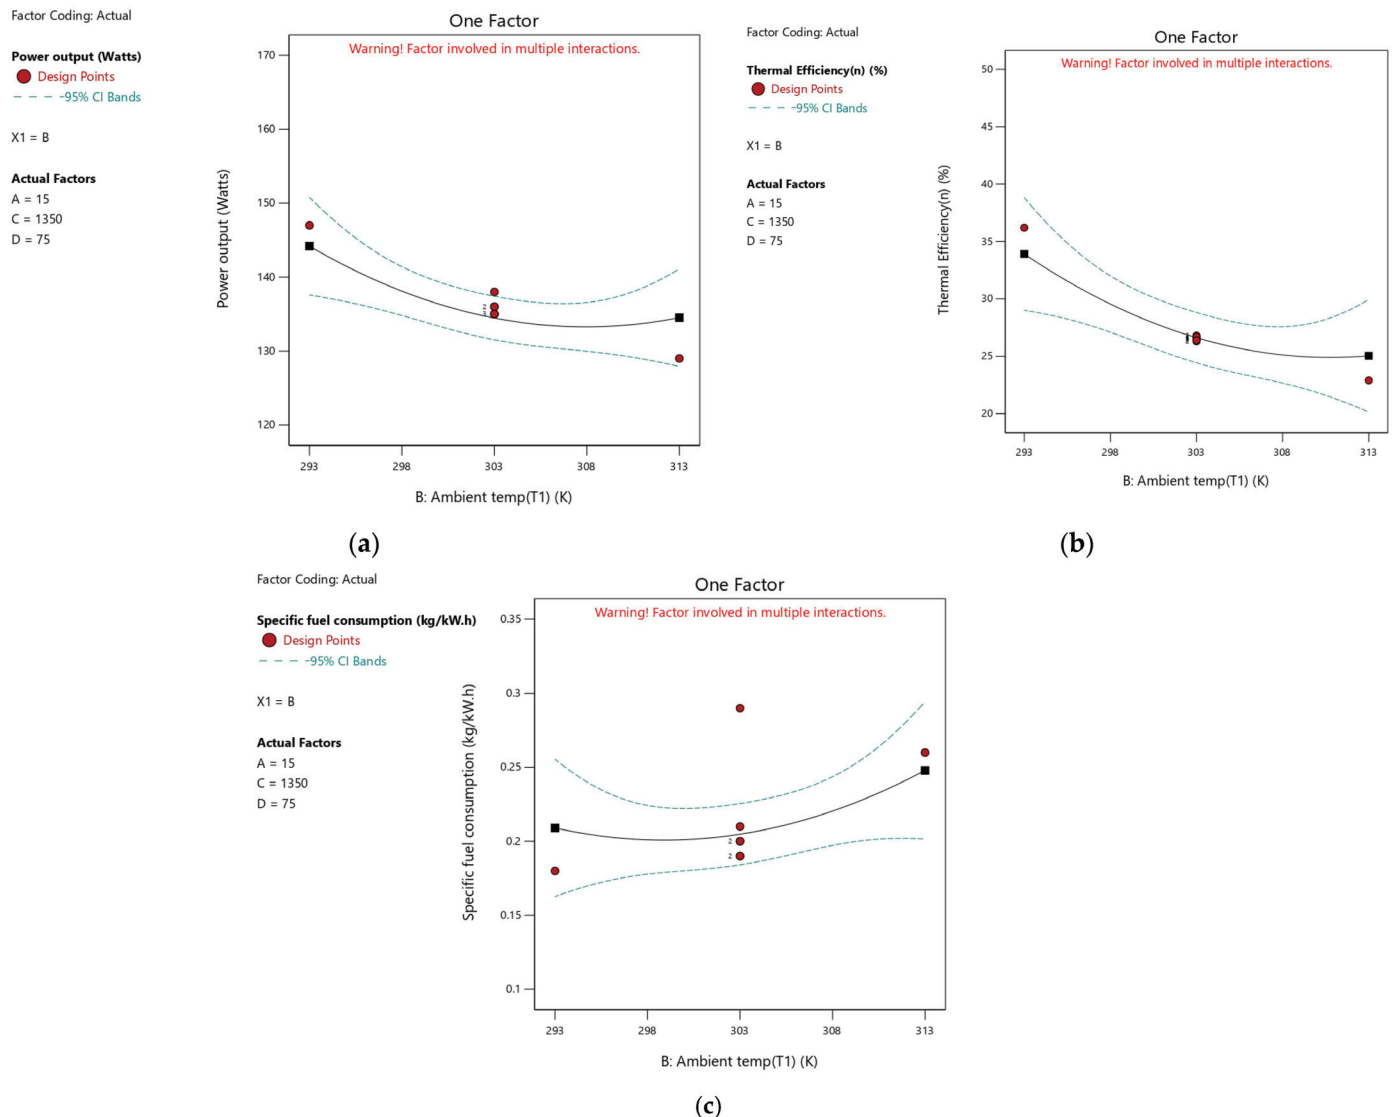 Factor Coding: Actual
Power output (Watts)
Design Points
95% CI Bands
X1 = B
Actual Factors
A = 15
C = 1350
D = 75
One Factor
Warning! Factor involved in multiple interactions.
Power output (Watts)
170
160
150
140
130
120
2
3
293
298
303
308
313
B: Ambient temp(T1) (K)
(a)
Factor Coding: Actual
Thermal Efficiency(n) (%)
Design Points
95% CI Bands
X1 = B
Actual Factors
A = 15
C = 1350
D = 75
One Factor
Warning! Factor involved in multiple interactions.
Thermal Efficiency(n) (%)
50
45
40
35
30
25
20
293
298
303
308
313
B: Ambient temp(T1) (K)
(b)
Factor Coding: Actual
Specific fuel consumption (kg/kW.h)
Design Points
95% CI Bands
X1 = B
Actual Factors
A = 15
C = 1350
D = 75
One Factor
Warning! Factor involved in multiple interactions.
Specific fuel consumption (kg/kW.h)
0.35
0.3
0.25
0.2
0.15
0.1
2
2
293
298
303
308
313
B: Ambient temp(T1) (K)
(c)